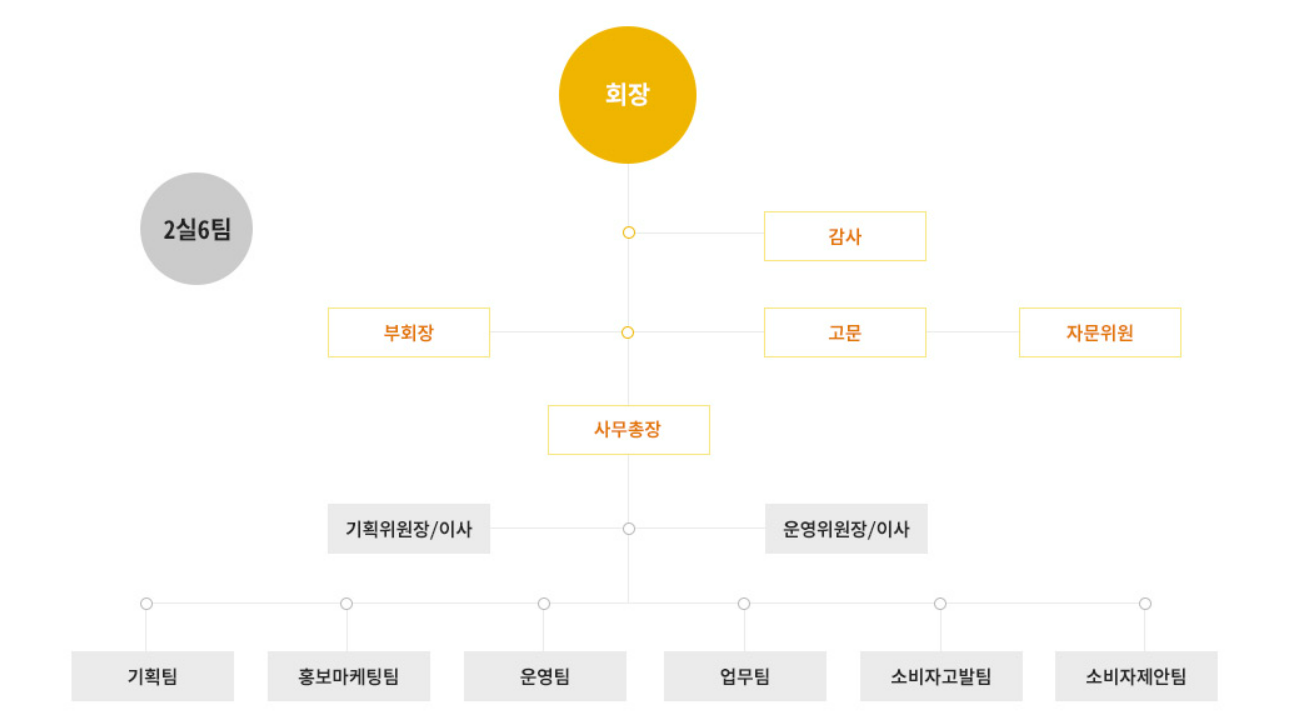 회장
2실6팀
감사
부회장
고문
자문위원
사무총장
기획위원장/이사
운영위원장/이사
기획팀
홍보마케팅팀
운영팀
업무팀
소비자고발팀
소비자제안팀